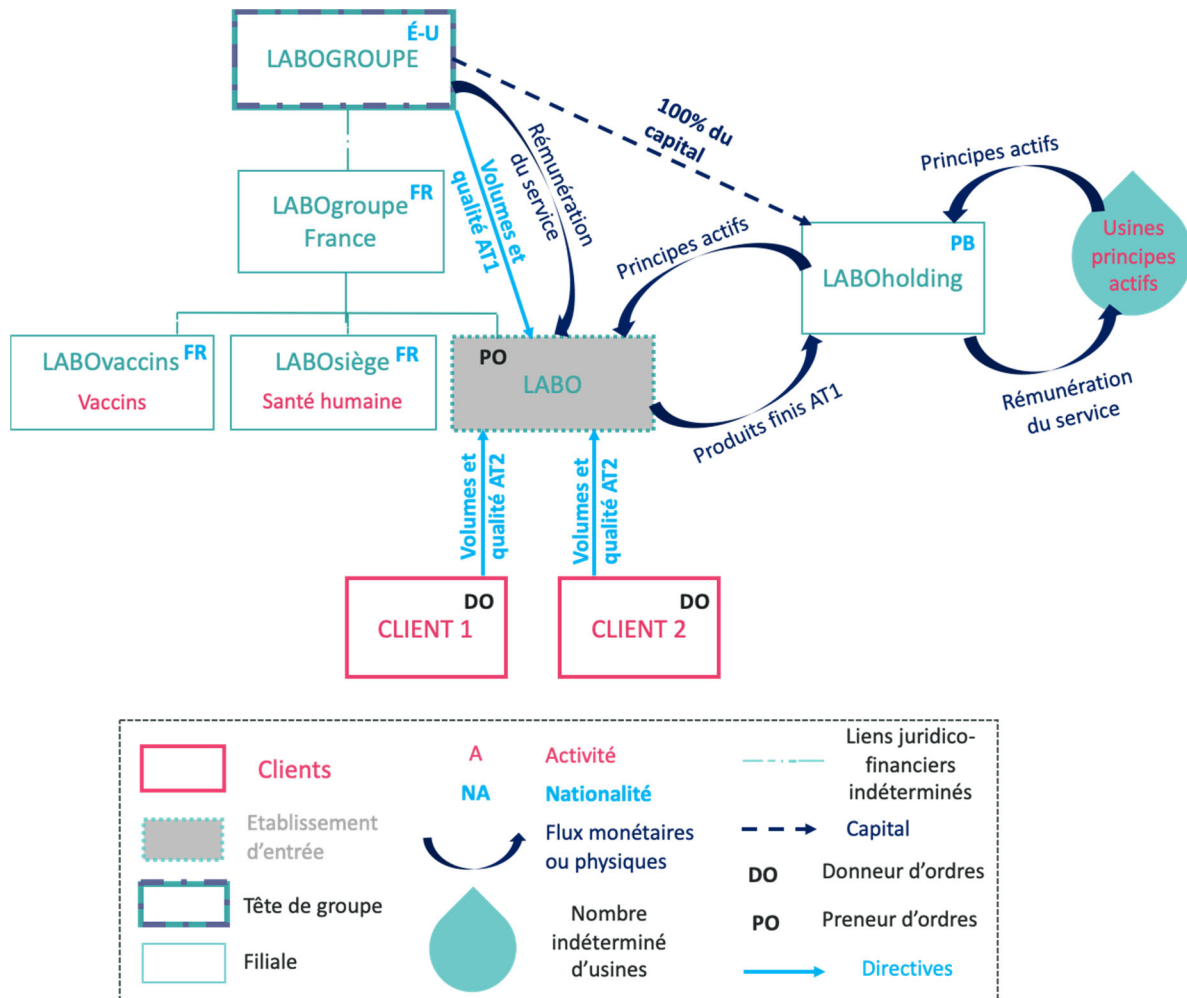 É-U
LABOGROUPE
100% du
capital
Rémunération
du service
Volumes et
qualité AT1
Principes actifs
FR
LABOgroupe
France
Principes actifs
PB
LABOholding
Usines
principes
actifs
LABOvaccins FR
Vaccins
LABOsiège FR
Santé humaine
PO
LABO
Produits finis AT1
Rémunération
du service
Volumes et
qualité AT2
Volumes et
qualité AT2
DO
CLIENT 1
DO
CLIENT 2
Clients
Etablissement
d'entrée
Tête de groupe
Filiale
A Activité
NA Nationalité
Flux monétaires
ou physiques
Nombre
indéterminé
d'usines
Liens juridico-
financiers
indéterminés
Capital
DO Donneur d'ordres
PO Preneur d'ordres
Directives